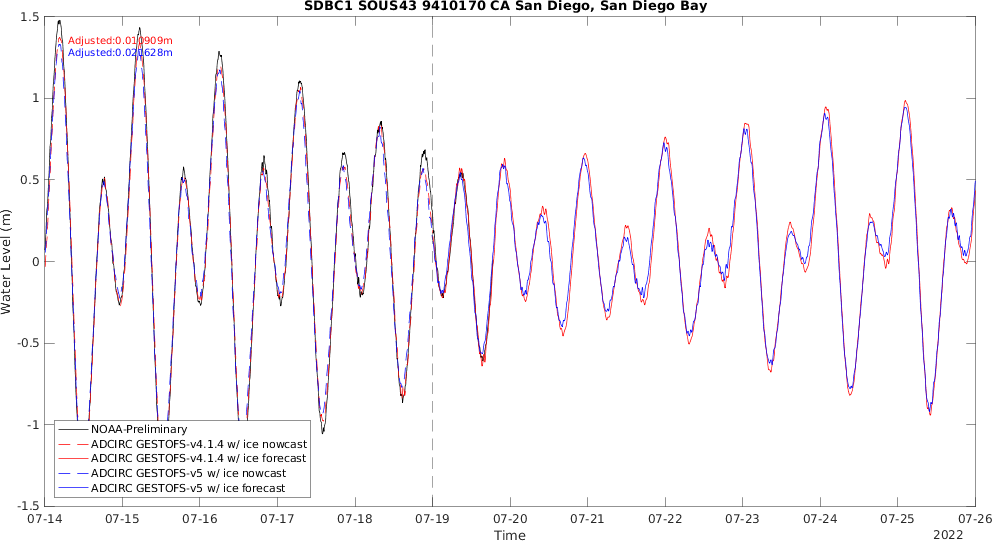 SDBC1 SOUS43 9410170 CA San Diego, San Diego Bay
Adjusted:0.010909m
Adjusted:0.021628m
1.5
1
0.5
0
-0.5
-1
-1.5
Water Level (m)
NOAA-Preliminary
ADCIRC GESTOFS-v4.1.4 w/ ice nowcast
ADCIRC GESTOFS-v4.1.4 w/ ice forecast
ADCIRC GESTOFS-v5 w/ ice nowcast
ADCIRC GESTOFS-v5 w/ ice forecast
07-14 07-15 07-16 07-17 07-18 07-19 07-20 07-21 07-22 07-23 07-24 07-25 07-26
Time
2022